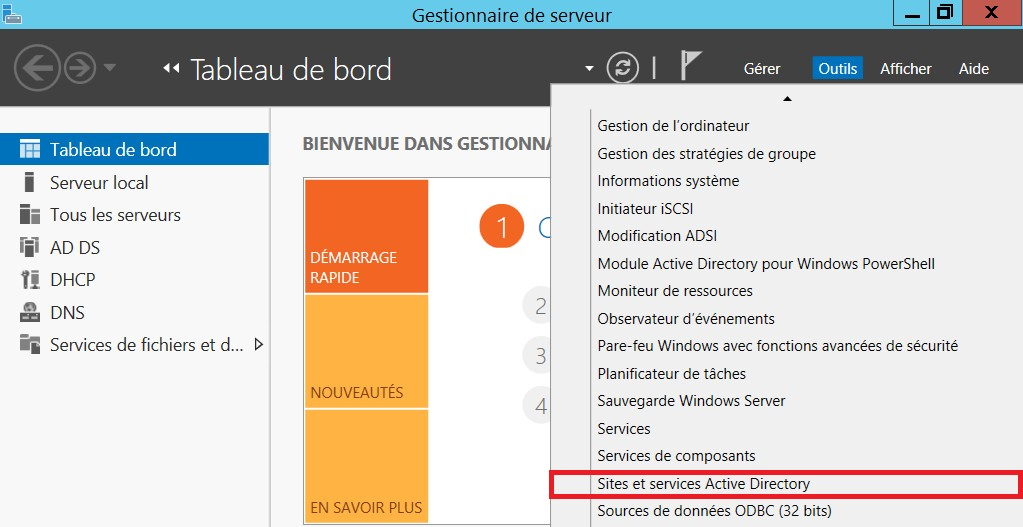 Gestionnaire de serveur
Tableau de bord
Gérer
Outils
Afficher
Aide
Tableau de bord
Serveur local
Tous les serveurs
AD DS
DHCP
DNS
Services de fichiers et d...
BIENVENUE DANS
DÉMARRAGE
RAPIDE
NOUVEAUTÉS
EN SAVOIR PLUS
1
2
3
4
Gestion de l’ordinateur
Gestion des stratégies de groupe
Informations système
Initiateur iSCSI
Modification ADSI
Module Active Directory pour Windows PowerShell
Moniteur de ressources
Observateur d’événements
Pare-feu Windows avec fonctions avancées de sécurité
Planificateur de tâches
Sauvegarde Windows Server
Services
Services de composants
Sites et services Active Directory
Sources de données ODBC (32 bits)